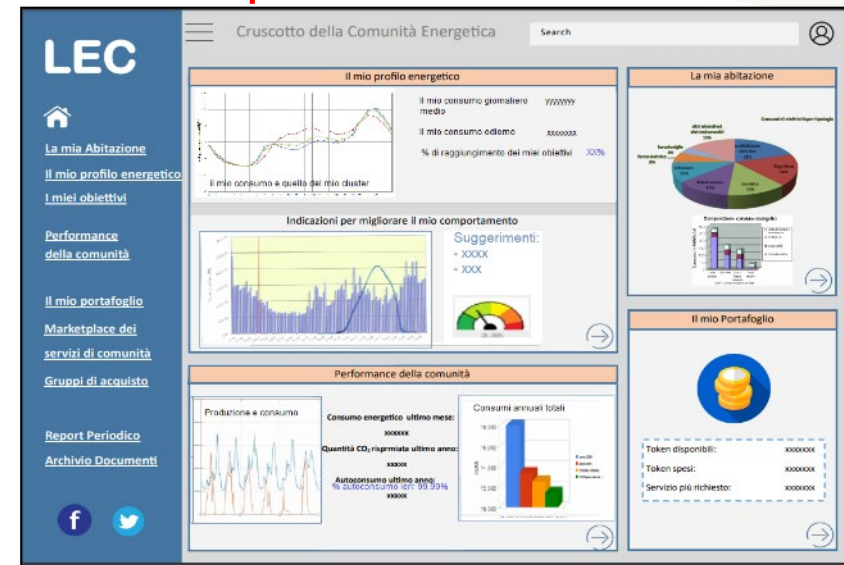 LEC
Cruscotto della Comunità Energetica
Search
La mia Abitazione
Il mio profilo energetico
I miei obiettivi
Performance
della comunità
Il mio portafoglio
Marketplace dei
servizi di comunità
Gruppi di acquisto
Report Periodico
Archivio Documenti
f
Il mio profilo energetico
Il mio consumo giornaliero
medio
yyyyyyy
Il mio consumo odierno
xxxxxxx
% di raggiungimento dei miei obiettivi
XX%
il mio consumo e quello del mio cluster
Indicazioni per migliorare il mio comportamento
Suggerimenti:
- XXXX
- XXX
Performance della comunità
Produzione e consumo
Consumo energetico ultimo mese:
xxxxxx
Quantità CO2 risprmiata ultimo anno:
xxxxx
Autoconsumo ultimo anno:
% autoconsumo ieri: 99.99%
xxxxx
Consumi annuali totali
La mia abitazione
Il mio Portafoglio
Token disponibili:
xxxxxxx
Token spesi:
xxxxxxx
Servizio più richiesto:
xxxxxxx